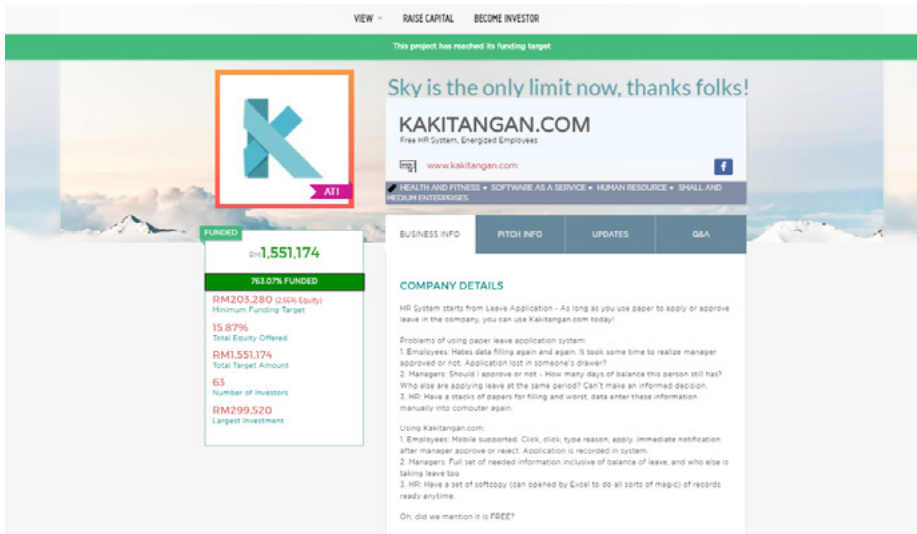 VIEW
RAISE CAPITAL
BECOME INVESTOR
This project has reached its funding target
Sky is the only limit now, thanks folks!
KAKITANGAN.COM
Free HR System, Energized Employees
www.kakitangan.com
f
HEALTH AND FITNESS • SOFTWARE AS A SERVICE • HUMAN RESOURCE • SMALL AND
MEDIUM ENTERPRISES
ATI
FUNDED
RM1,551,174
763.07% FUNDED
RM203,280 (2.66% Equity)
Minimum Funding Target
15.87%
Total Equity Offered
RM1,551,174
Total Target Amount
63
Number of Investors
RM299,520
Largest Investment
BUSINESS INFO
PITCH INFO
UPDATES
Q&A
COMPANY DETAILS
HR System starts from Leave Application - As long as you use paper to apply or approve
leave in the company, you can use Kakitangan.com today!
Problems of using paper leave application system:
1. Employees: Hates data filling again and again. It took some time to realize manager
approved or not. Application lost in someone's drawer?
2. Managers: Should I approve or not - How many days of balance this person still has?
Who else are applying leave at the same period? Can't make an informed decision.
3. HR: Have a stacks of papers for filling and worst, data enter these information
manually into computer again.
Using Kakitangan.com:
1. Employees: Mobile supported. Click, click, type reason, apply. Immediate notification
after manager approve or reject. Application is recorded in system.
2. Managers: Full set of needed information inclusive of balance of leave, and who else is
taking leave too
3. HR: Have a set of softcopy (can opened by Excel to do all sorts of magic) of records
ready anytime.
Oh, did we mention it is FREE?